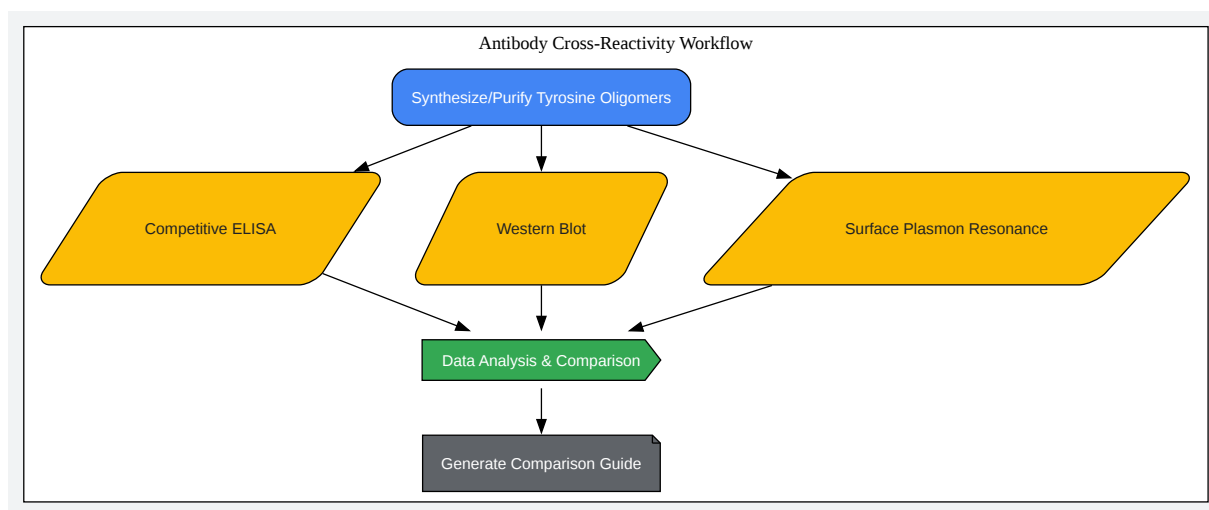 Antibody Cross-Reactivity Workflow
Synthesize/Purify Tyrosine Oligomers
Competitive ELISA
Western Blot
Surface Plasmon Resonance
Data Analysis & Comparison
Generate Comparison Guide